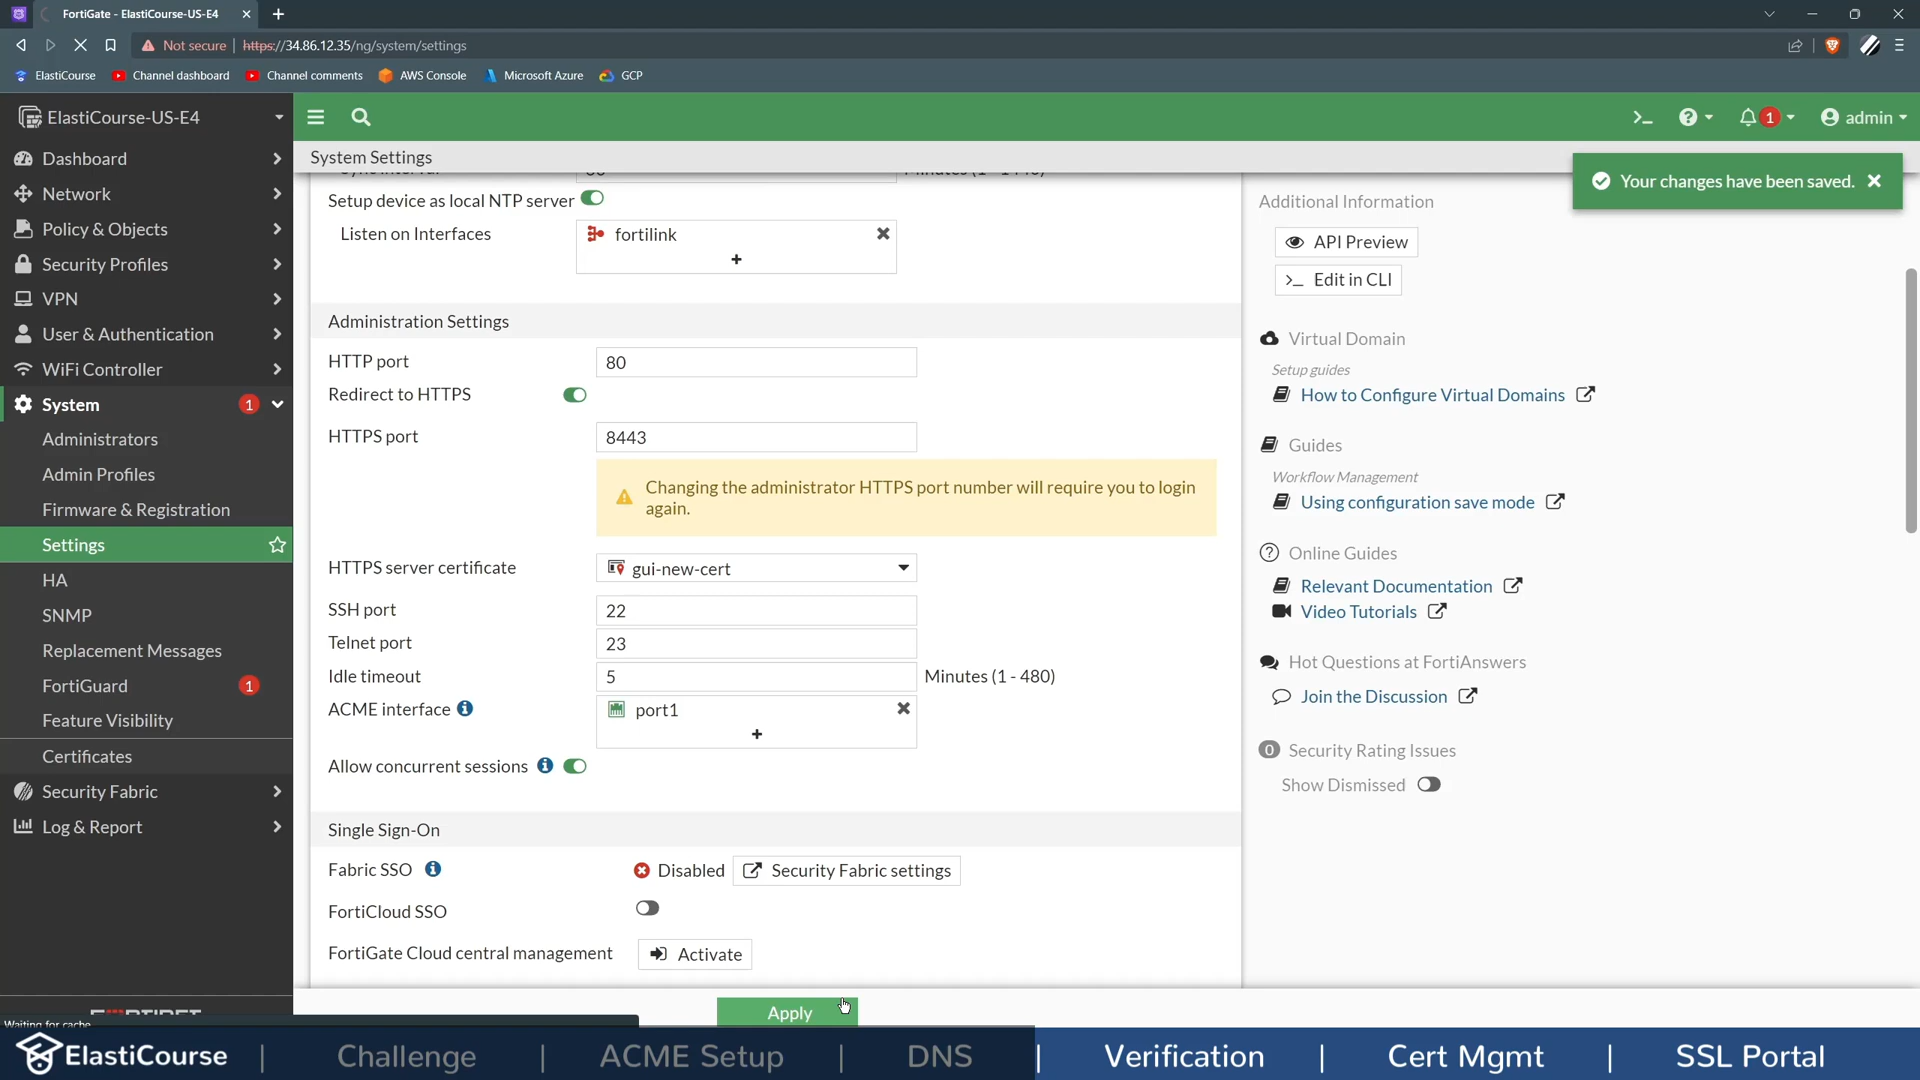 FortiGate - ElastiCourse-US-E4
Not secure
https://34.86.12.35/ng/system/settings
ElastiCourse
Channel dashboard
Channel comments
AWS Console
Microsoft Azure
GCP
ElastiCourse-US-E4
1
admin
System Settings
Your changes have been saved.
Dashboard
Network
Policy & Objects
Security Profiles
VPN
User & Authentication
WiFi Controller
System 1
Administrators
Admin Profiles
Firmware & Registration
Settings
HA
SNMP
Replacement Messages
FortiGuard 1
Feature Visibility
Certificates
Security Fabric
Log & Report
Waiting for cache
Setup device as local NTP server
Listen on Interfaces
fortilink
Administration Settings
HTTP port
80
Redirect to HTTPS
HTTPS port
8443
Changing the administrator HTTPS port number will require you to login
again.
HTTPS server certificate
gui-new-cert
SSH port
22
Telnet port
23
Idle timeout
5
Minutes (1 - 480)
ACME interface
port1
Allow concurrent sessions
Single Sign-On
Fabric SSO
Disabled
Security Fabric settings
FortiCloud SSO
FortiGate Cloud central management
Activate
Apply
Additional Information
API Preview
>_ Edit in CLI
Virtual Domain
Setup guides
How to Configure Virtual Domains
Guides
Workflow Management
Using configuration save mode
Online Guides
Relevant Documentation
Video Tutorials
Hot Questions at FortiAnswers
Join the Discussion
0 Security Rating Issues
Show Dismissed
ElastiCourse | Challenge | ACME Setup | DNS | Verification | Cert Mgmt | SSL Portal